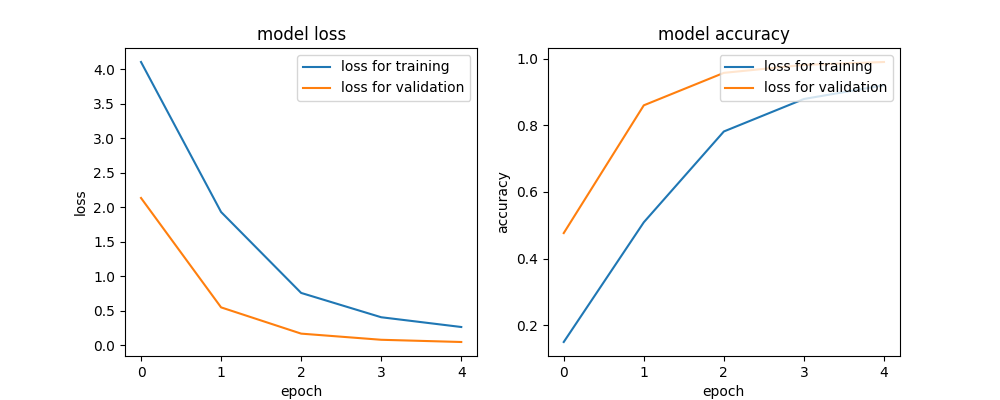 model loss
loss for training
loss for validation
4.0
3.5
3.0
2.5
2.0
1.5
1.0
0.5
0.0
loss
0 1 2 3 4
epoch
model accuracy
loss for training
loss for validation
1.0
0.8
0.6
0.4
0.2
accuracy
0 1 2 3 4
epoch